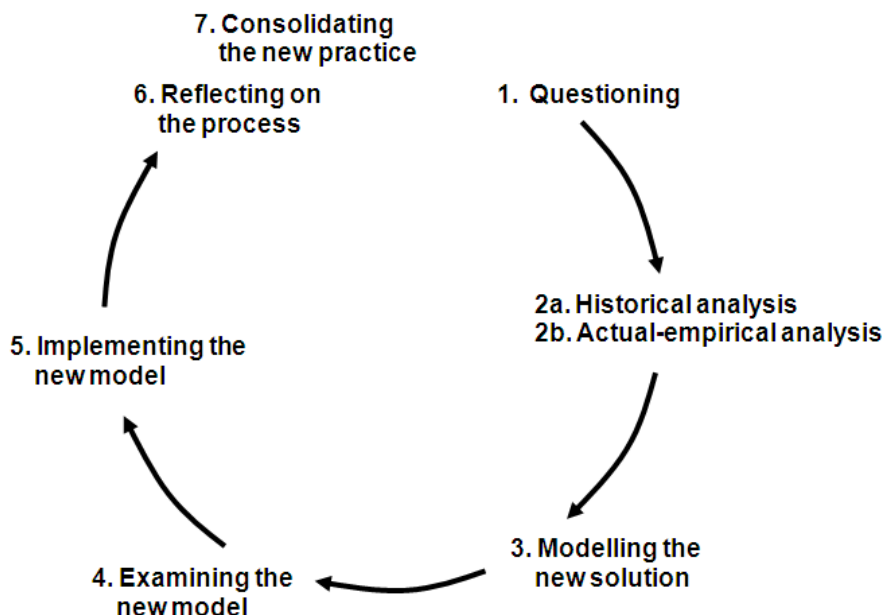 7. Consolidating
the new practice
6. Reflecting on
the process
1. Questioning
2a. Historical analysis
2b. Actual-empirical analysis
3. Modelling the
new solution
4. Examining the
new model
5. Implementing the
new model